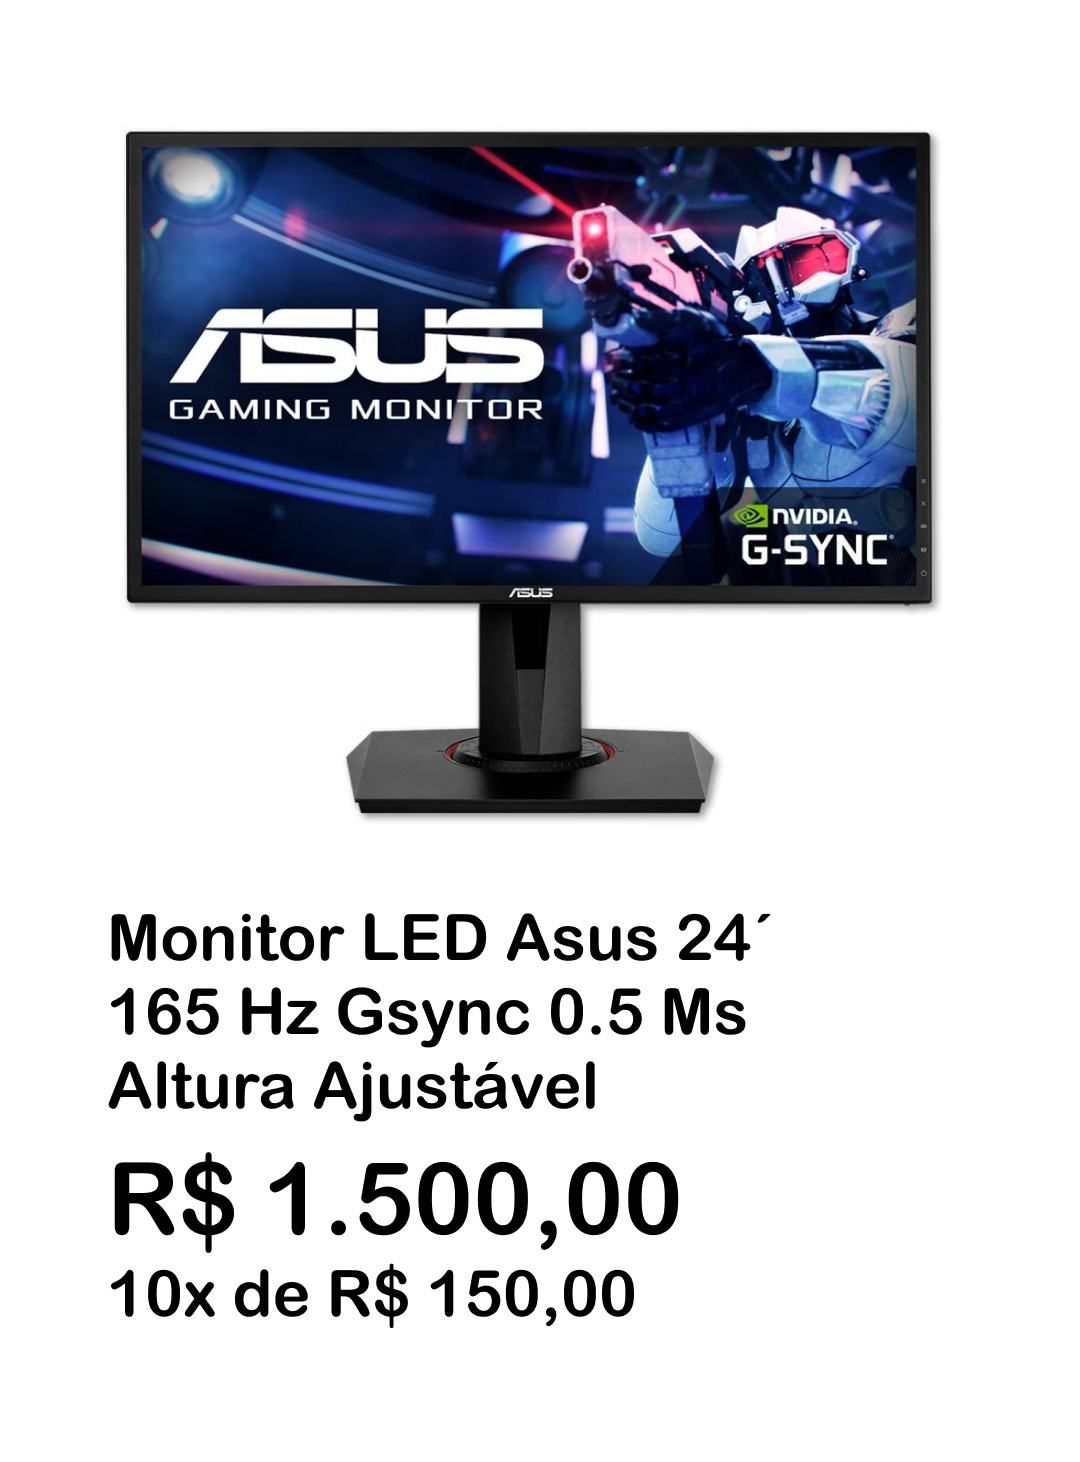 ASUS
GAMING MONITOR
NVIDIA.
G-SYNC
ASUS
Monitor LED Asus 24´
165 Hz Gsync 0.5 Ms
Altura Ajustável
R$ 1.500,00
10x de R$ 150,00